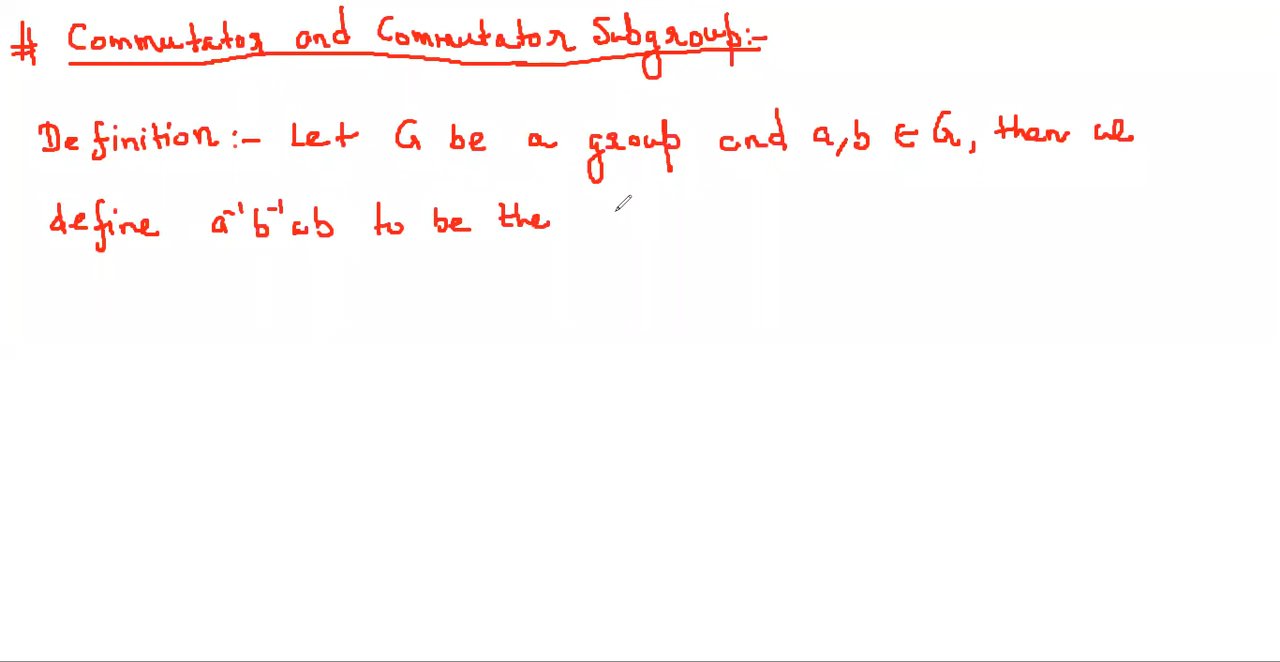 # Commutator and Commutator Subgroup:-
Definition:- Let G be a group and a, b ∈ G, then we
define a⁻¹b⁻¹ab to be the